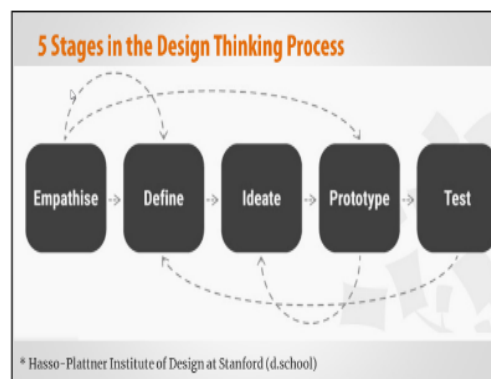 5 Stages in the Design Thinking Process
Empathise
Define
Ideate
Prototype
Test
* Hasso-Plattner Institute of Design at Stanford (d.school)